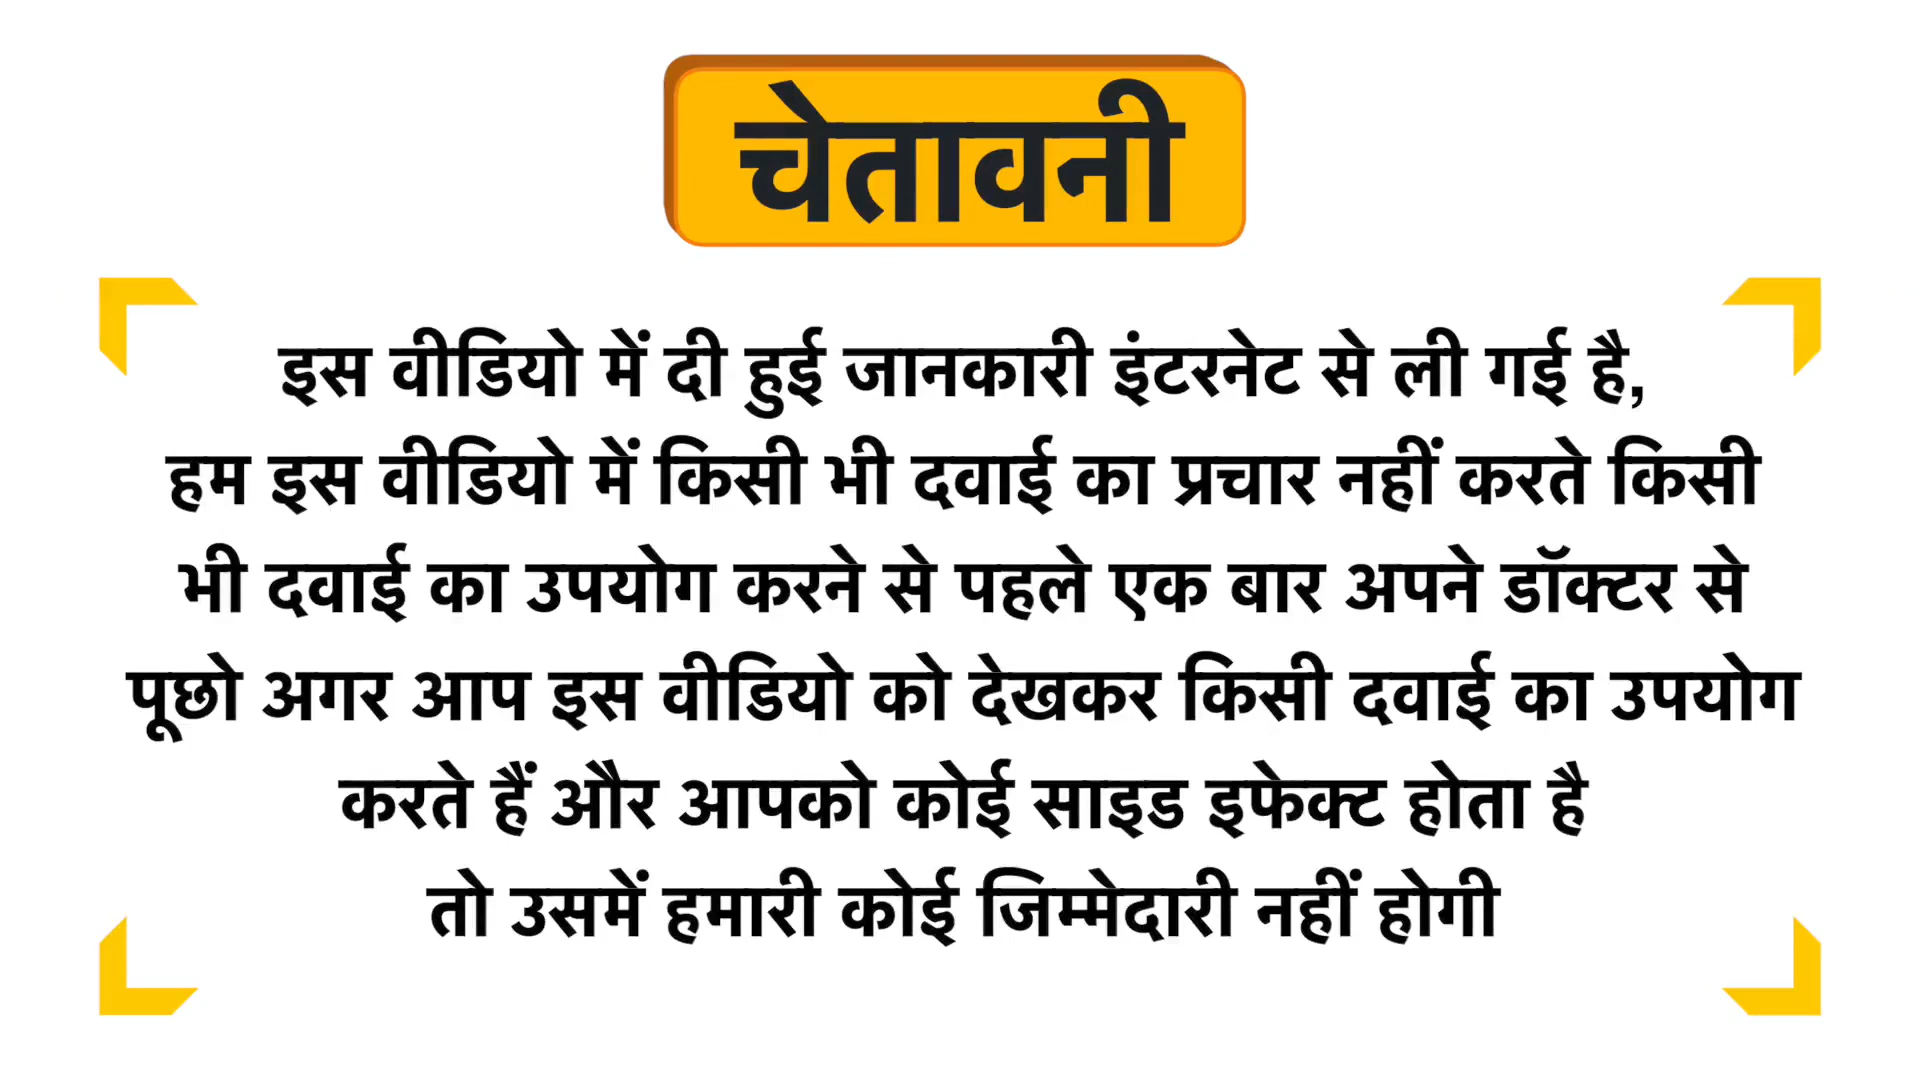 चेतावनी
इस वीडियो में दी हुई जानकारी इंटरनेट से ली गई है,
हम इस वीडियो में किसी भी दवाई का प्रचार नहीं करते किसी
भी दवाई का उपयोग करने से पहले एक बार अपने डॉक्टर से
पूछो अगर आप इस वीडियो को देखकर किसी दवाई का उपयोग
करते हैं और आपको कोई साइड इफेक्ट होता है
तो उसमें हमारी कोई जिम्मेदारी नहीं होगी